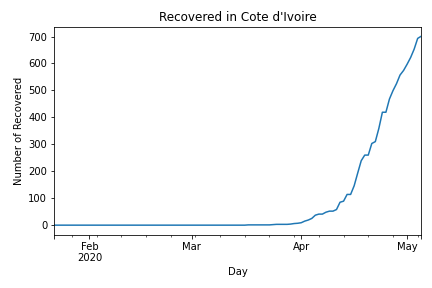 Recovered in Cote d'Ivoire
Number of Recovered
700
600
500
400
300
200
100
0
Feb
2020
Mar
Apr
May
Day